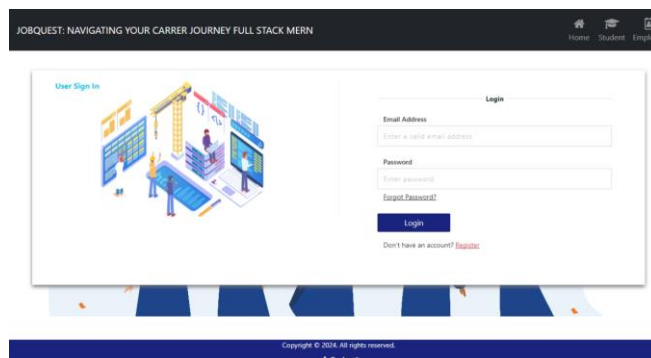 JOBQUEST: NAVIGATING YOUR CARRER JOURNEY FULL STACK MERN
Home Student
User Sign In
Login
Email Address
Enter a valid email address
Password
Enter password
Forgot Password?
Login
Don't have an account? Register
Copyright © 2024. All rights reserved.